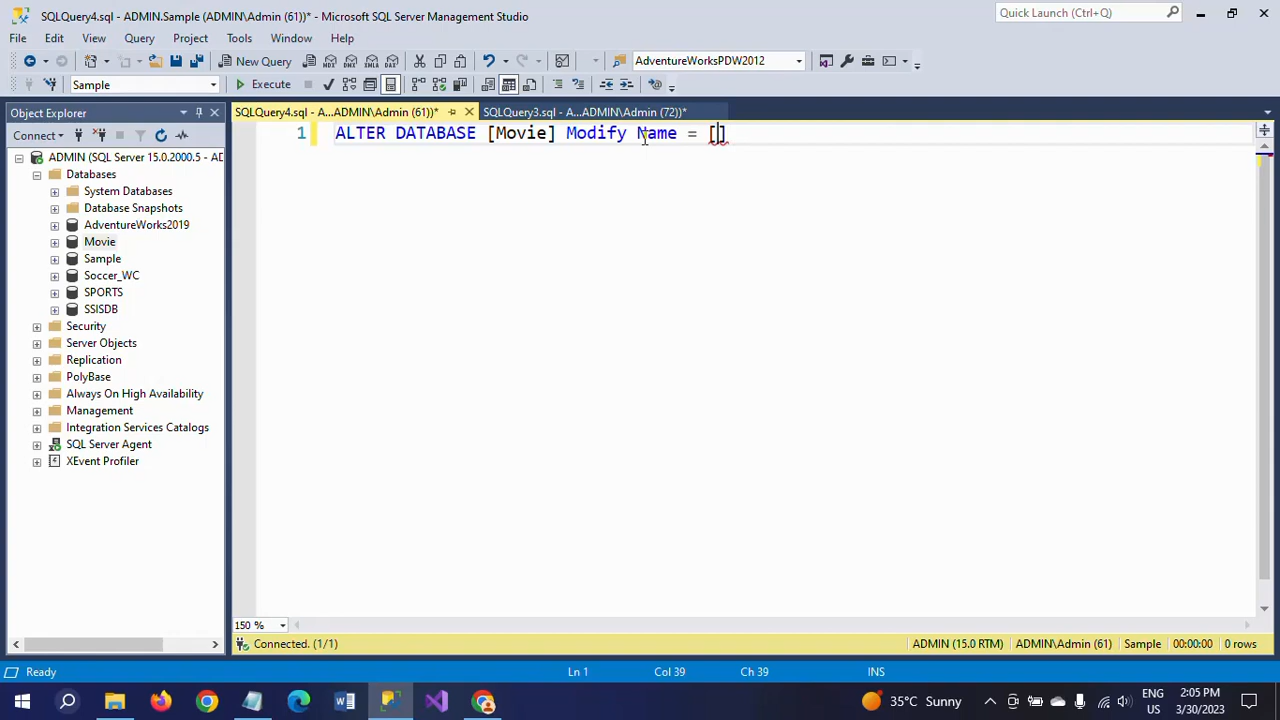 SQLQuery4.sql - ADMIN.Sample (ADMIN\Admin (61))* - Microsoft SQL Server Management Studio
Quick Launch (Ctrl+Q)
File Edit View Query Project Tools Window Help
New Query
MDX DMX XMLA DAX
AdventureWorksPDW2012
Sample
Execute
Object Explorer
SQLQuery4.sql - A...ADMIN\Admin (61))*
SQLQuery3.sql - A...ADMIN\Admin (72))*
Connect
1 ALTER DATABASE [Movie] Modify Name = []
ADMIN (SQL Server 15.0.2000.5 - AD
Databases
System Databases
Database Snapshots
AdventureWorks2019
Movie
Sample
Soccer_WC
SPORTS
SSISDB
Security
Server Objects
Replication
PolyBase
Always On High Availability
Management
Integration Services Catalogs
SQL Server Agent
XEvent Profiler
150 %
Connected. (1/1)
ADMIN (15.0 RTM) ADMIN\Admin (61) Sample 00:00:00 0 rows
Ready
Ln 1 Col 39 Ch 39 INS
35°C Sunny
ENG
US
2:05 PM
3/30/2023